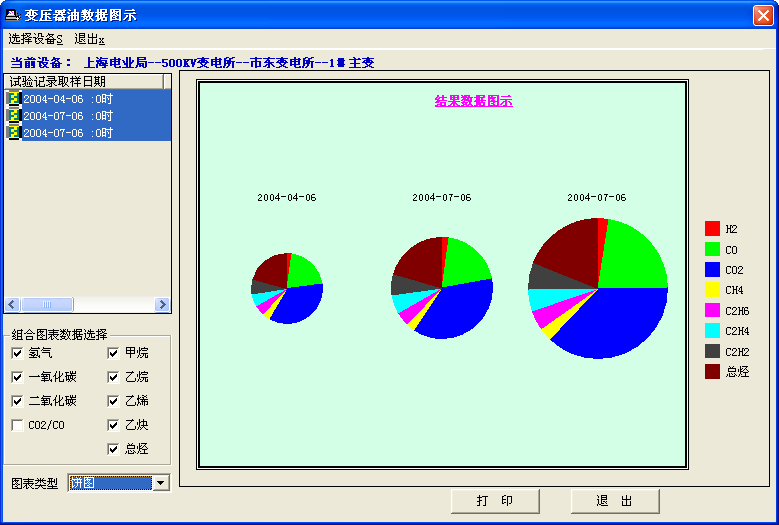 变压器油数据图示
选择设备S 退出x
当前设备： 上海电业局--500KV变电所--市东变电所--1#主变
试验记录取样日期
2004-04-06 :0时
2004-07-06 :0时
2004-07-06 :0时
结果数据图示
2004-04-06 2004-07-06 2004-07-06
H2
CO
CO2
CH4
C2H6
C2H4
C2H2
总烃
组合图表数据选择
氢气 甲烷
一氧化碳 乙烷
二氧化碳 乙烯
CO2/CO 乙炔
总烃
图表类型 饼图
打 印 退 出